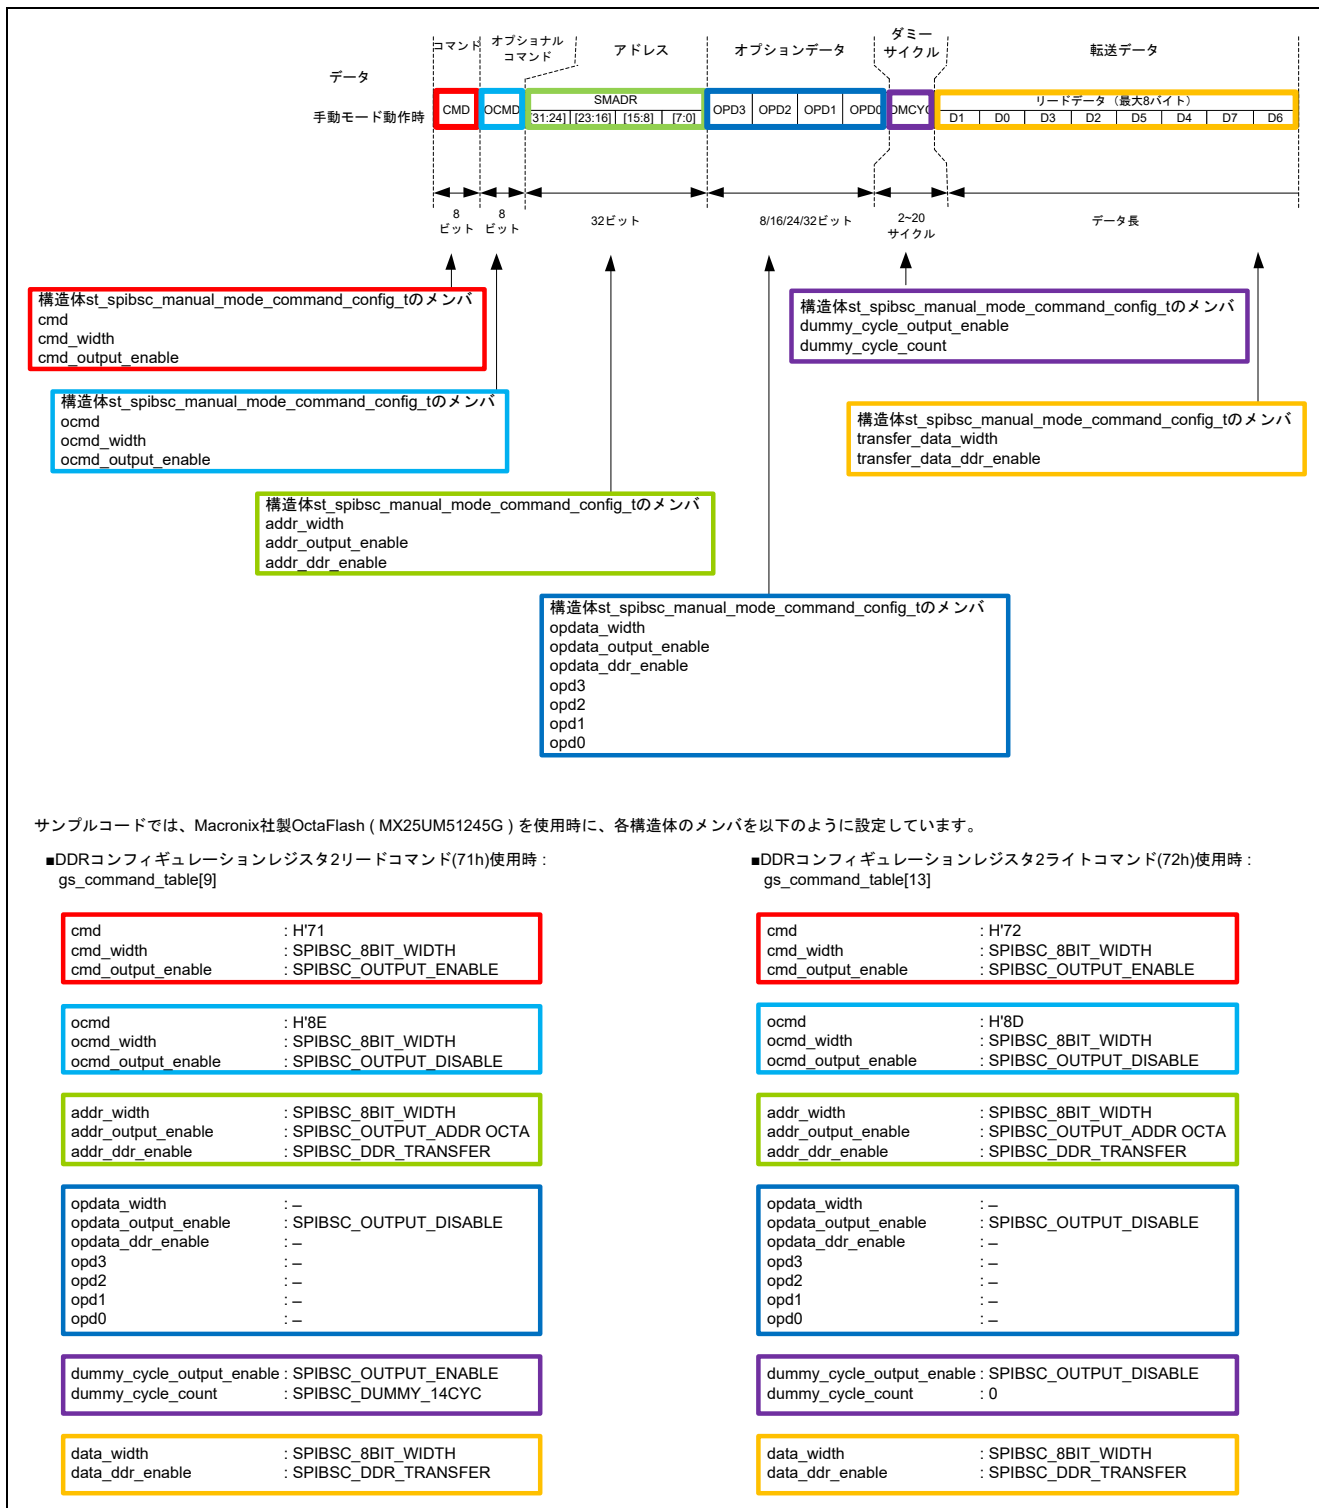 コマンド
オプショナル
コマンド
アドレス
オプションデータ
ダミー
サイクル
転送データ
データ
手動モード動作時
CMD
OCMD
SMADR
[31:24] [23:16] [15:8] [7:0]
OPD3 OPD2 OPD1 OPD0
DMCY0
リードデータ（最大8バイト）
D1 D0 D3 D2 D5 D4 D7 D6
8
ビット
8
ビット
32ビット
8/16/24/32ビット
2~20
サイクル
データ長
構造体st_spibsc_manual_mode_command_config_tのメンバ
cmd
cmd_width
cmd_output_enable
構造体st_spibsc_manual_mode_command_config_tのメンバ
ocmd
ocmd_width
ocmd_output_enable
構造体st_spibsc_manual_mode_command_config_tのメンバ
addr_width
addr_output_enable
addr_ddr_enable
構造体st_spibsc_manual_mode_command_config_tのメンバ
opdata_width
opdata_output_enable
opdata_ddr_enable
opd3
opd2
opd1
opd0
構造体st_spibsc_manual_mode_command_config_tのメンバ
dummy_cycle_output_enable
dummy_cycle_count
構造体st_spibsc_manual_mode_command_config_tのメンバ
transfer_data_width
transfer_data_ddr_enable
サンプルコードでは、Macronix社製OctaFlash ( MX25UM51245G ) を使用時に、各構造体のメンバを以下のように設定しています。
■DDRコンフィギュレーションレジスタ2リードコマンド(71h)使用時 :
gs_command_table[9]
cmd : H'71
cmd_width : SPIBSC_8BIT_WIDTH
cmd_output_enable : SPIBSC_OUTPUT_ENABLE
ocmd : H'8E
ocmd_width : SPIBSC_8BIT_WIDTH
ocmd_output_enable : SPIBSC_OUTPUT_DISABLE
addr_width : SPIBSC_8BIT_WIDTH
addr_output_enable : SPIBSC_OUTPUT_ADDR OCTA
addr_ddr_enable : SPIBSC_DDR_TRANSFER
opdata_width : –
opdata_output_enable : SPIBSC_OUTPUT_DISABLE
opdata_ddr_enable : –
opd3 : –
opd2 : –
opd1 : –
opd0 : –
dummy_cycle_output_enable : SPIBSC_OUTPUT_ENABLE
dummy_cycle_count : SPIBSC_DUMMY_14CYC
data_width : SPIBSC_8BIT_WIDTH
data_ddr_enable : SPIBSC_DDR_TRANSFER
■DDRコンフィギュレーションレジスタ2ライトコマンド(72h)使用時 :
gs_command_table[13]
cmd : H'72
cmd_width : SPIBSC_8BIT_WIDTH
cmd_output_enable : SPIBSC_OUTPUT_ENABLE
ocmd : H'8D
ocmd_width : SPIBSC_8BIT_WIDTH
ocmd_output_enable : SPIBSC_OUTPUT_DISABLE
addr_width : SPIBSC_8BIT_WIDTH
addr_output_enable : SPIBSC_OUTPUT_ADDR OCTA
addr_ddr_enable : SPIBSC_DDR_TRANSFER
opdata_width : –
opdata_output_enable : SPIBSC_OUTPUT_DISABLE
opdata_ddr_enable : –
opd3 : –
opd2 : –
opd1 : –
opd0 : –
dummy_cycle_output_enable : SPIBSC_OUTPUT_DISABLE
dummy_cycle_count : 0
data_width : SPIBSC_8BIT_WIDTH
data_ddr_enable : SPIBSC_DDR_TRANSFER